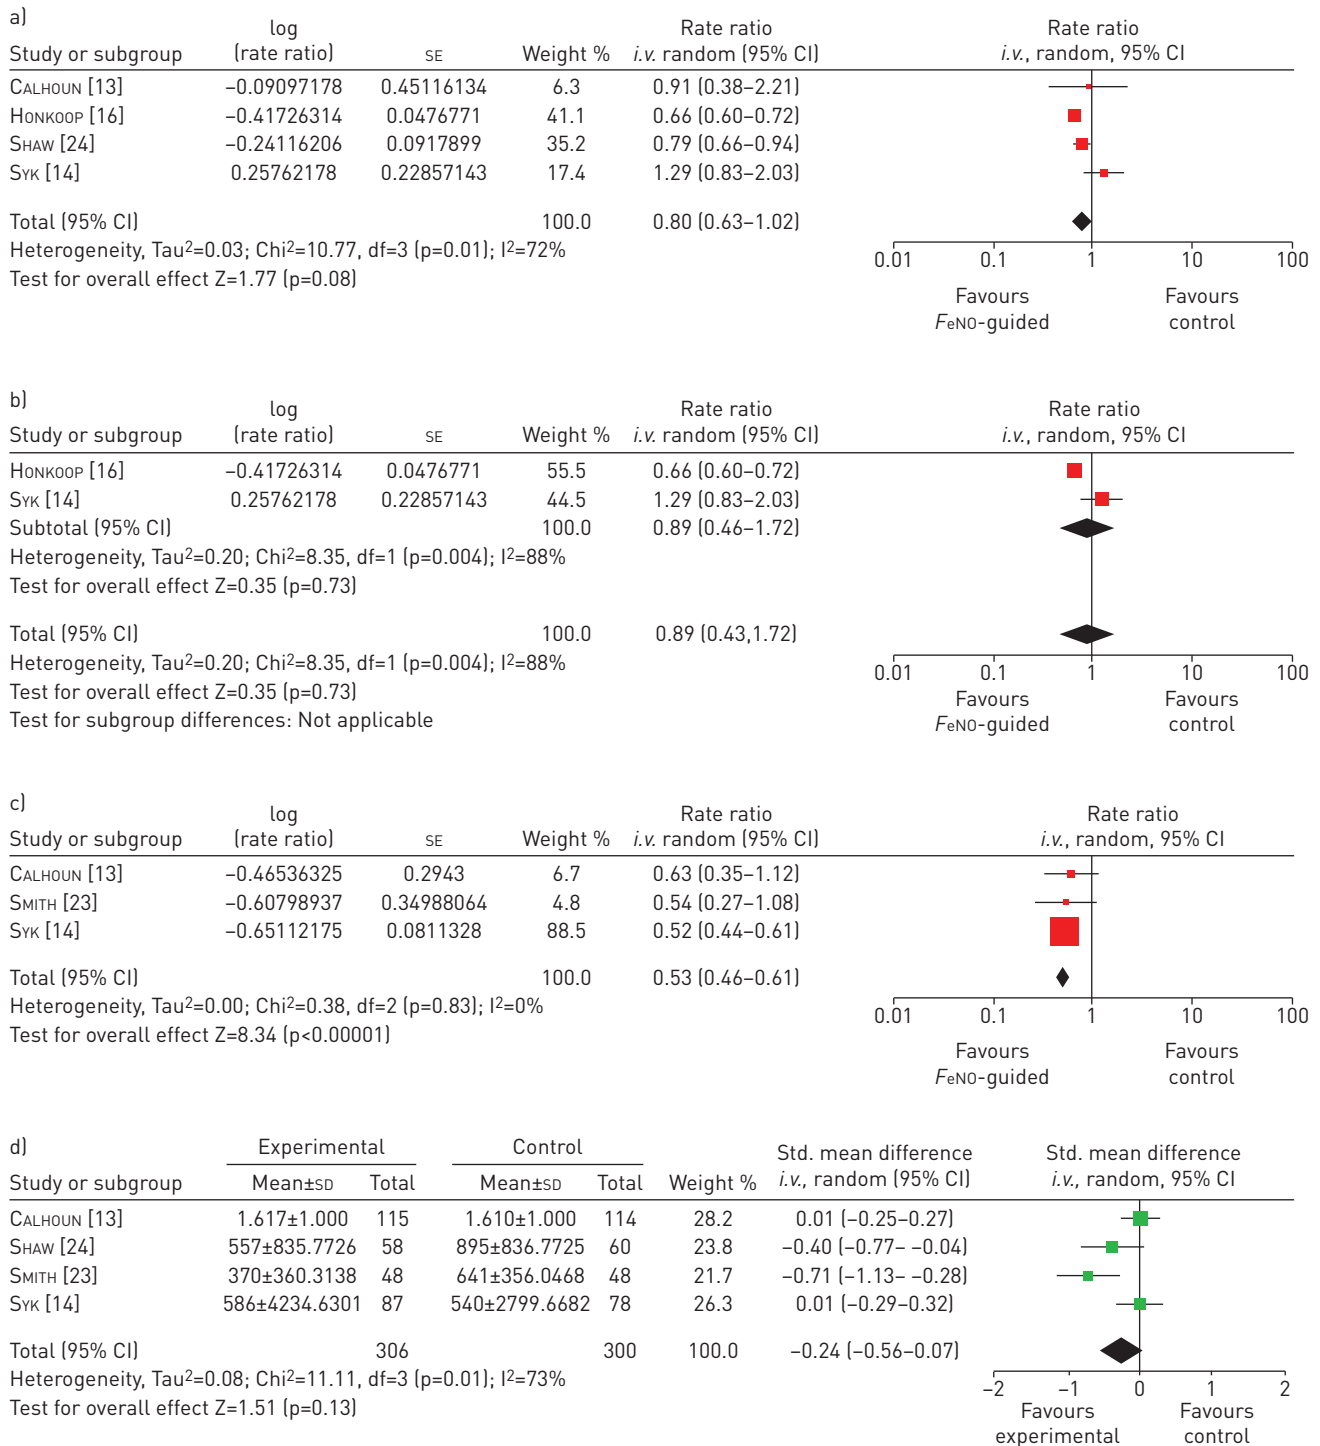 a)
log Rate ratio Rate ratio
Study or subgroup (rate ratio) SE Weight % i.v. random (95% CI) i.v., random, 95% CI
CALHOUN [13] −0.09097178 0.45116134 6.3 0.91 (0.38–2.21)
HONKOOP [16] −0.41726314 0.0476771 41.1 0.66 (0.60–0.72)
SHAW [24] −0.24116206 0.0917899 35.2 0.79 (0.66–0.94)
SYK [14] 0.25762178 0.22857143 17.4 1.29 (0.83–2.03)
Total (95% CI) 100.0 0.80 (0.63–1.02)
Heterogeneity, Tau²=0.03; Chi²=10.77, df=3 (p=0.01); I²=72%
Test for overall effect Z=1.77 (p=0.08)
0.01 0.1 1 10 100
Favours Favours
FeNO-guided control
b)
log Rate ratio Rate ratio
Study or subgroup (rate ratio) SE Weight % i.v. random (95% CI) i.v., random, 95% CI
HONKOOP [16] −0.41726314 0.0476771 55.5 0.66 (0.60–0.72)
SYK [14] 0.25762178 0.22857143 44.5 1.29 (0.83–2.03)
Subtotal (95% CI) 100.0 0.89 (0.46–1.72)
Heterogeneity, Tau²=0.20; Chi²=8.35, df=1 (p=0.004); I²=88%
Test for overall effect Z=0.35 (p=0.73)
Total (95% CI) 100.0 0.89 (0.43,1.72)
Heterogeneity, Tau²=0.20; Chi²=8.35, df=1 (p=0.004); I²=88%
Test for overall effect Z=0.35 (p=0.73)
Test for subgroup differences: Not applicable
0.01 0.1 1 10 100
Favours Favours
FeNO-guided control
c)
log Rate ratio Rate ratio
Study or subgroup (rate ratio) SE Weight % i.v. random (95% CI) i.v., random, 95% CI
CALHOUN [13] −0.46536325 0.2943 6.7 0.63 (0.35–1.12)
SMITH [23] −0.60798937 0.34988064 4.8 0.54 (0.27–1.08)
SYK [14] −0.65112175 0.0811328 88.5 0.52 (0.44–0.61)
Total (95% CI) 100.0 0.53 (0.46–0.61)
Heterogeneity, Tau²=0.00; Chi²=0.38, df=2 (p=0.83); I²=0%
Test for overall effect Z=8.34 (p<0.00001)
0.01 0.1 1 10 100
Favours Favours
FeNO-guided control
d)
Experimental Control Std. mean difference Std. mean difference
Study or subgroup Mean±SD Total Mean±SD Total Weight % i.v., random (95% CI) i.v., random, 95% CI
CALHOUN [13] 1.617±1.000 115 1.610±1.000 114 28.2 0.01 (−0.25–0.27)
SHAW [24] 557±835.7726 58 895±836.7725 60 23.8 −0.40 (−0.77– −0.04)
SMITH [23] 370±360.3138 48 641±356.0468 48 21.7 −0.71 (−1.13– −0.28)
SYK [14] 586±4234.6301 87 540±2799.6682 78 26.3 0.01 (−0.29–0.32)
Total (95% CI) 306 300 100.0 −0.24 (−0.56–0.07)
Heterogeneity, Tau²=0.08; Chi²=11.11, df=3 (p=0.01); I²=73%
Test for overall effect Z=1.51 (p=0.13)
−2 −1 0 1 2
Favours Favours
experimental control